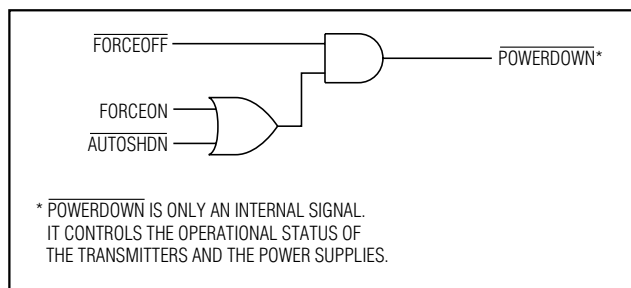 FORCEOFF
POWERDOWN*
FORCEON
AUTOSHDN
* POWERDOWN IS ONLY AN INTERNAL SIGNAL.
IT CONTROLS THE OPERATIONAL STATUS OF
THE TRANSMITTERS AND THE POWER SUPPLIES.